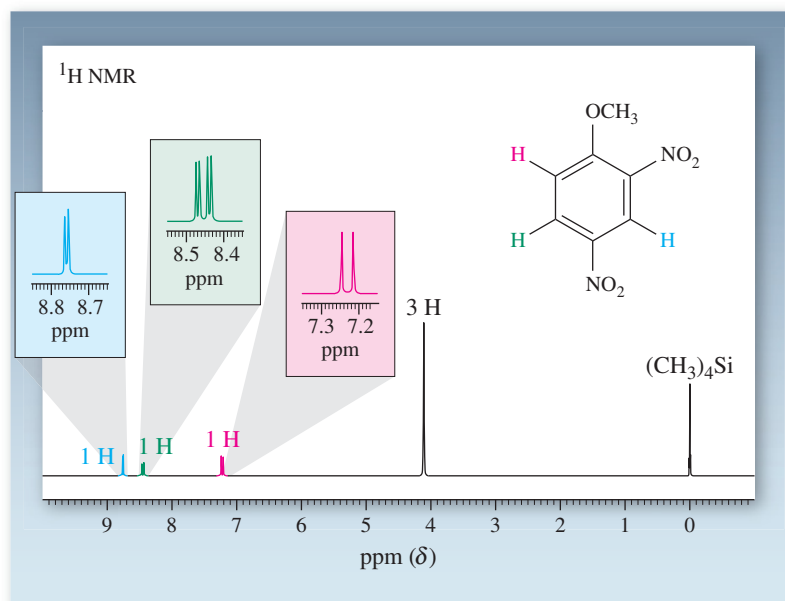 ¹H NMR
OCH₃
H
NO₂
H
H
NO₂
8.5 8.4
ppm
8.8 8.7
ppm
7.3 7.2
ppm
3 H
(CH₃)₄Si
1 H
1 H
1 H
9 8 7 6 5 4 3 2 1 0
ppm (δ)